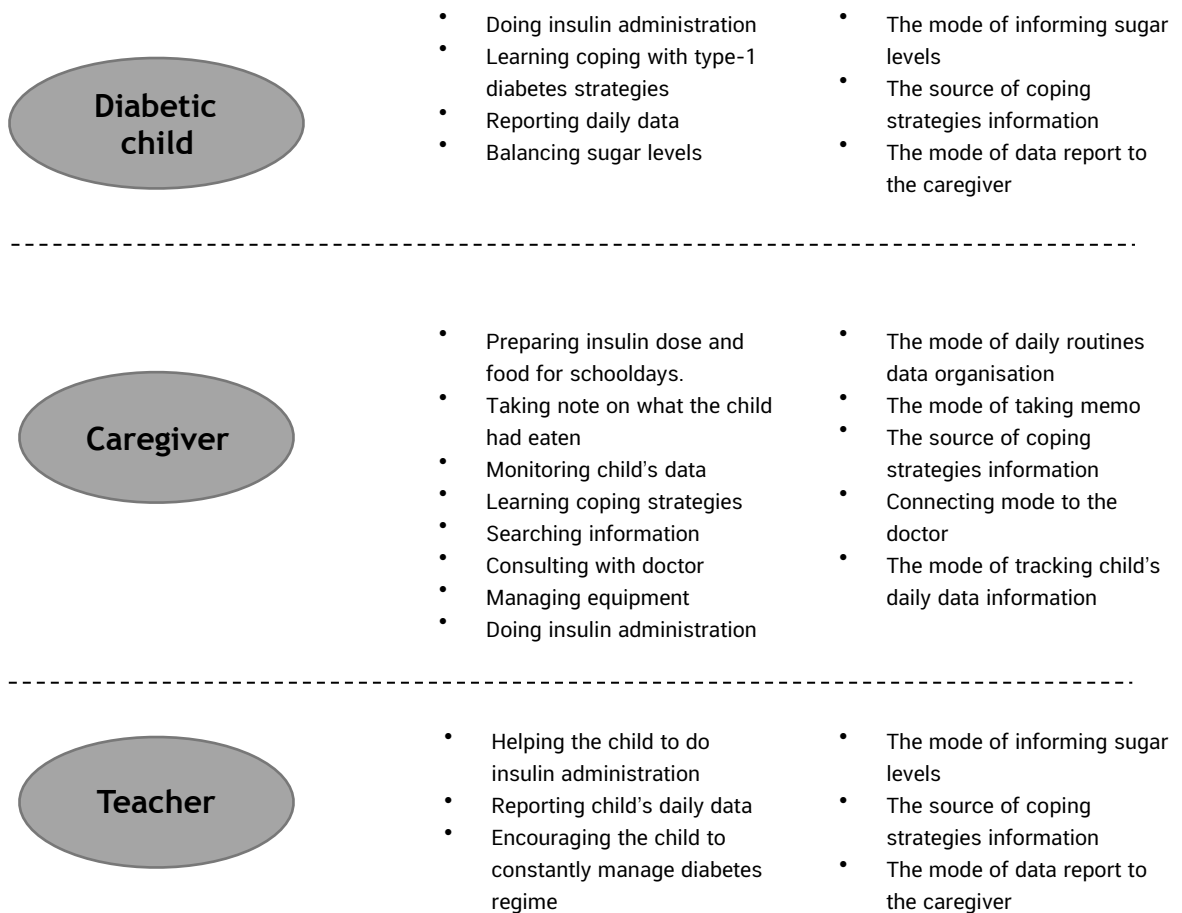 Diabetic
child
• Doing insulin administration
• Learning coping with type-1
diabetes strategies
• Reporting daily data
• Balancing sugar levels
• The mode of informing sugar
levels
• The source of coping
strategies information
• The mode of data report to
the caregiver
Caregiver
• Preparing insulin dose and
food for schooldays.
• Taking note on what the child
had eaten
• Monitoring child's data
• Learning coping strategies
• Searching information
• Consulting with doctor
• Managing equipment
• Doing insulin administration
• The mode of daily routines
data organisation
• The mode of taking memo
• The source of coping
strategies information
• Connecting mode to the
doctor
• The mode of tracking child's
daily data information
Teacher
• Helping the child to do
insulin administration
• Reporting child's daily data
• Encouraging the child to
constantly manage diabetes
regime
• The mode of informing sugar
levels
• The source of coping
strategies information
• The mode of data report to
the caregiver